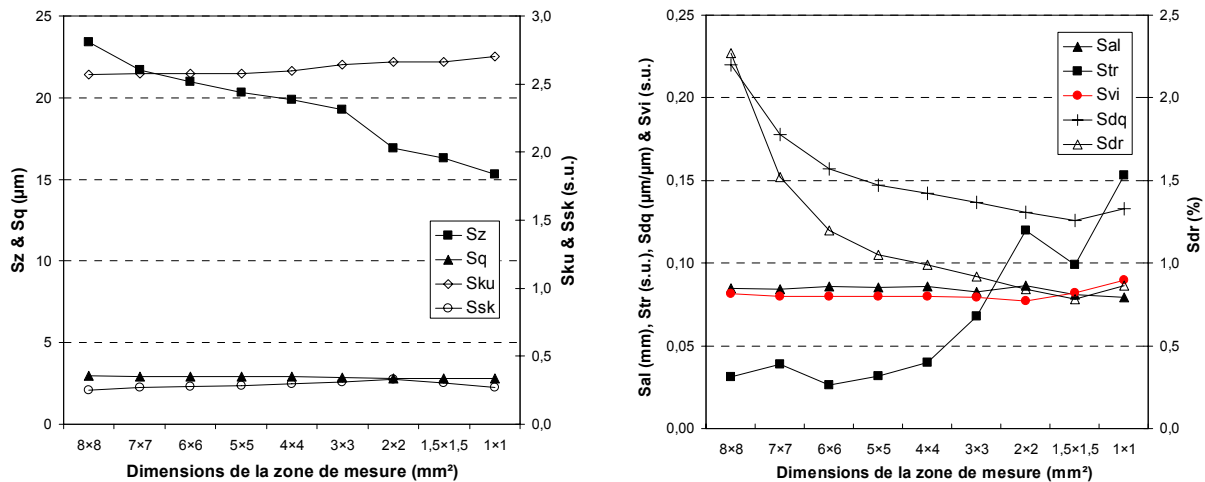 25
20
15
10
5
0
Sz & Sq (µm)
3,0
2,5
2,0
1,5
1,0
0,5
0,0
Sku & Ssk (s.u.)
Sz
Sq
Sku
Ssk
8×8 7×7 6×6 5×5 4×4 3×3 2×2 1,5×1,5 1×1
Dimensions de la zone de mesure (mm²)
0,25
0,20
0,15
0,10
0,05
0,00
Sal (mm), Str (s.u.), Sdq (µm/µm) & Svi (s.u.)
2,5
2,0
1,5
1,0
0,5
0,0
Sdr (%)
Sal
Str
Svi
Sdq
Sdr
8×8 7×7 6×6 5×5 4×4 3×3 2×2 1,5×1,5 1×1
Dimensions de la zone de mesure (mm²)